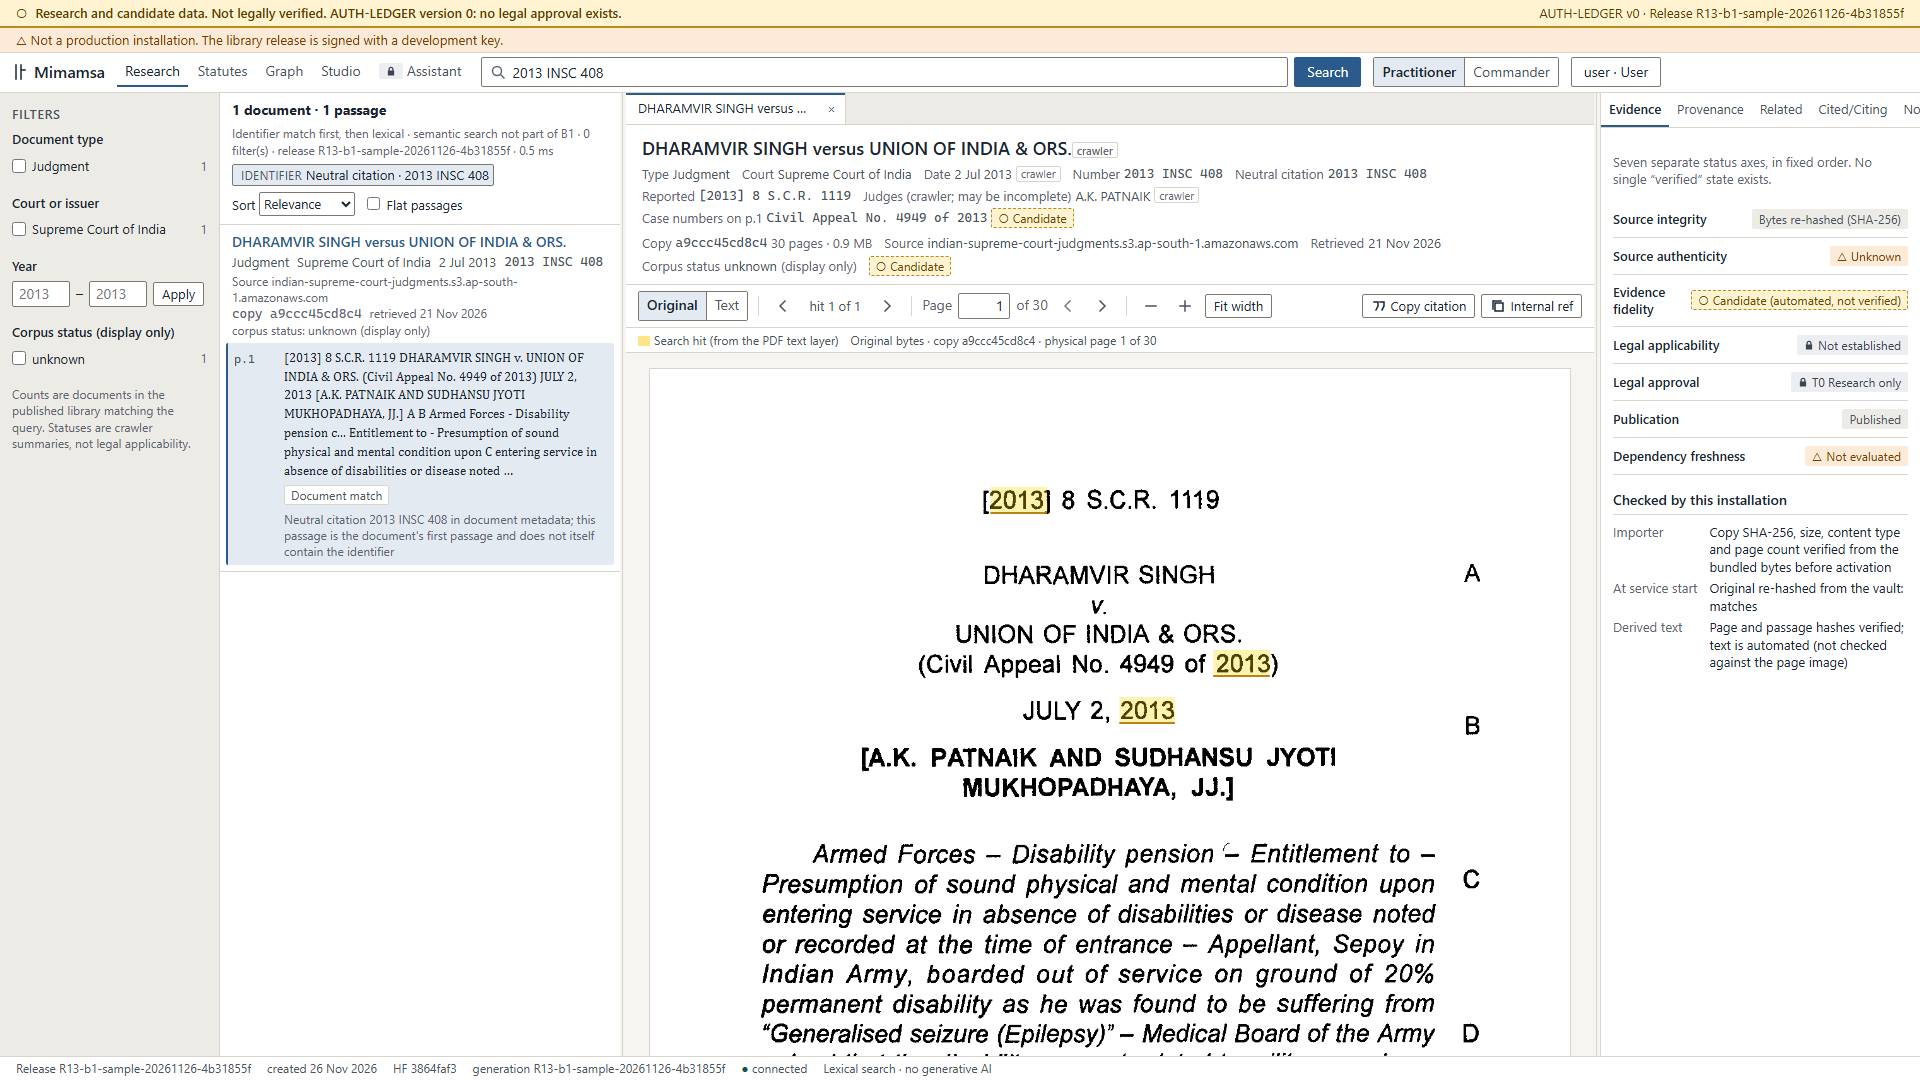 Research and candidate data. Not legally verified. AUTH-LEDGER version 0: no legal approval exists.
AUTH-LEDGER v0 · Release R13-b1-sample-20261126-4b31855f
Not a production installation. The library release is signed with a development key.
Mimamsa Research Statutes Graph Studio Assistant 2013 INSC 408 Search Practitioner Commander user · User
FILTERS
Document type
Judgment 1
Court or issuer
Supreme Court of India 1
Year
2013 – 2013 Apply
Corpus status (display only)
unknown 1
Counts are documents in the
published library matching the
query. Statuses are crawler
summaries, not legal applicability.
1 document · 1 passage
Identifier match first, then lexical · semantic search not part of B1 · 0
filter(s) · release R13-b1-sample-20261126-4b31855f · 0.5 ms
IDENTIFIER Neutral citation · 2013 INSC 408
Sort Relevance Flat passages
DHARAMVIR SINGH versus UNION OF INDIA & ORS.
Judgment Supreme Court of India 2 Jul 2013 2013 INSC 408
Source indian-supreme-court-judgments.s3.ap-south-
1.amazonaws.com
copy a9ccc45cd8c4 retrieved 21 Nov 2026
corpus status: unknown (display only)
p.1 [2013] 8 S.C.R. 1119 DHARAMVIR SINGH v. UNION OF
INDIA & ORS. (Civil Appeal No. 4949 of 2013) JULY 2,
2013 [A.K. PATNAIK AND SUDHANSU JYOTI
MUKHOPADHAYA, JJ.] A B Armed Forces - Disability
pension c... Entitlement to - Presumption of sound
physical and mental condition upon C entering service in
absence of disabilities or disease noted ...
Document match
Neutral citation 2013 INSC 408 in document metadata; this
passage is the document's first passage and does not itself
contain the identifier
DHARAMVIR SINGH versus ... ×
DHARAMVIR SINGH versus UNION OF INDIA & ORS. crawler
Type Judgment Court Supreme Court of India Date 2 Jul 2013 crawler Number 2013 INSC 408 Neutral citation 2013 INSC 408
Reported [2013] 8 S.C.R. 1119 Judges (crawler; may be incomplete) A.K. PATNAIK crawler
Case numbers on p.1 Civil Appeal No. 4949 of 2013 Candidate
Copy a9ccc45cd8c4 30 pages · 0.9 MB Source indian-supreme-court-judgments.s3.ap-south-1.amazonaws.com Retrieved 21 Nov 2026
Corpus status unknown (display only) Candidate
Original Text hit 1 of 1 Page 1 of 30 Fit width Copy citation Internal ref
Search hit (from the PDF text layer) Original bytes · copy a9ccc45cd8c4 · physical page 1 of 30
[2013] 8 S.C.R. 1119
DHARAMVIR SINGH A
v.
UNION OF INDIA & ORS.
(Civil Appeal No. 4949 of 2013)
JULY 2, 2013
B
[A.K. PATNAIK AND SUDHANSU JYOTI
MUKHOPADHAYA, JJ.]
Armed Forces – Disability pension – Entitlement to –
Presumption of sound physical and mental condition upon C
entering service in absence of disabilities or disease noted
or recorded at the time of entrance – Appellant, Sepoy in
Indian Army, boarded out of service on ground of 20%
permanent disability as he was found to be suffering from
“Generalised seizure (Epilepsy)” – Medical Board of the Army D
Evidence Provenance Related Cited/Citing No
Seven separate status axes, in fixed order. No
single “verified” state exists.
Source integrity Bytes re-hashed (SHA-256)
Source authenticity Unknown
Evidence
fidelity Candidate (automated, not verified)
Legal applicability Not established
Legal approval T0 Research only
Publication Published
Dependency freshness Not evaluated
Checked by this installation
Importer Copy SHA-256, size, content type
and page count verified from the
bundled bytes before activation
At service start Original re-hashed from the vault:
matches
Derived text Page and passage hashes verified;
text is automated (not checked
against the page image)
Release R13-b1-sample-20261126-4b31855f created 26 Nov 2026 HF 3864faf3 generation R13-b1-sample-20261126-4b31855f connected Lexical search · no generative AI